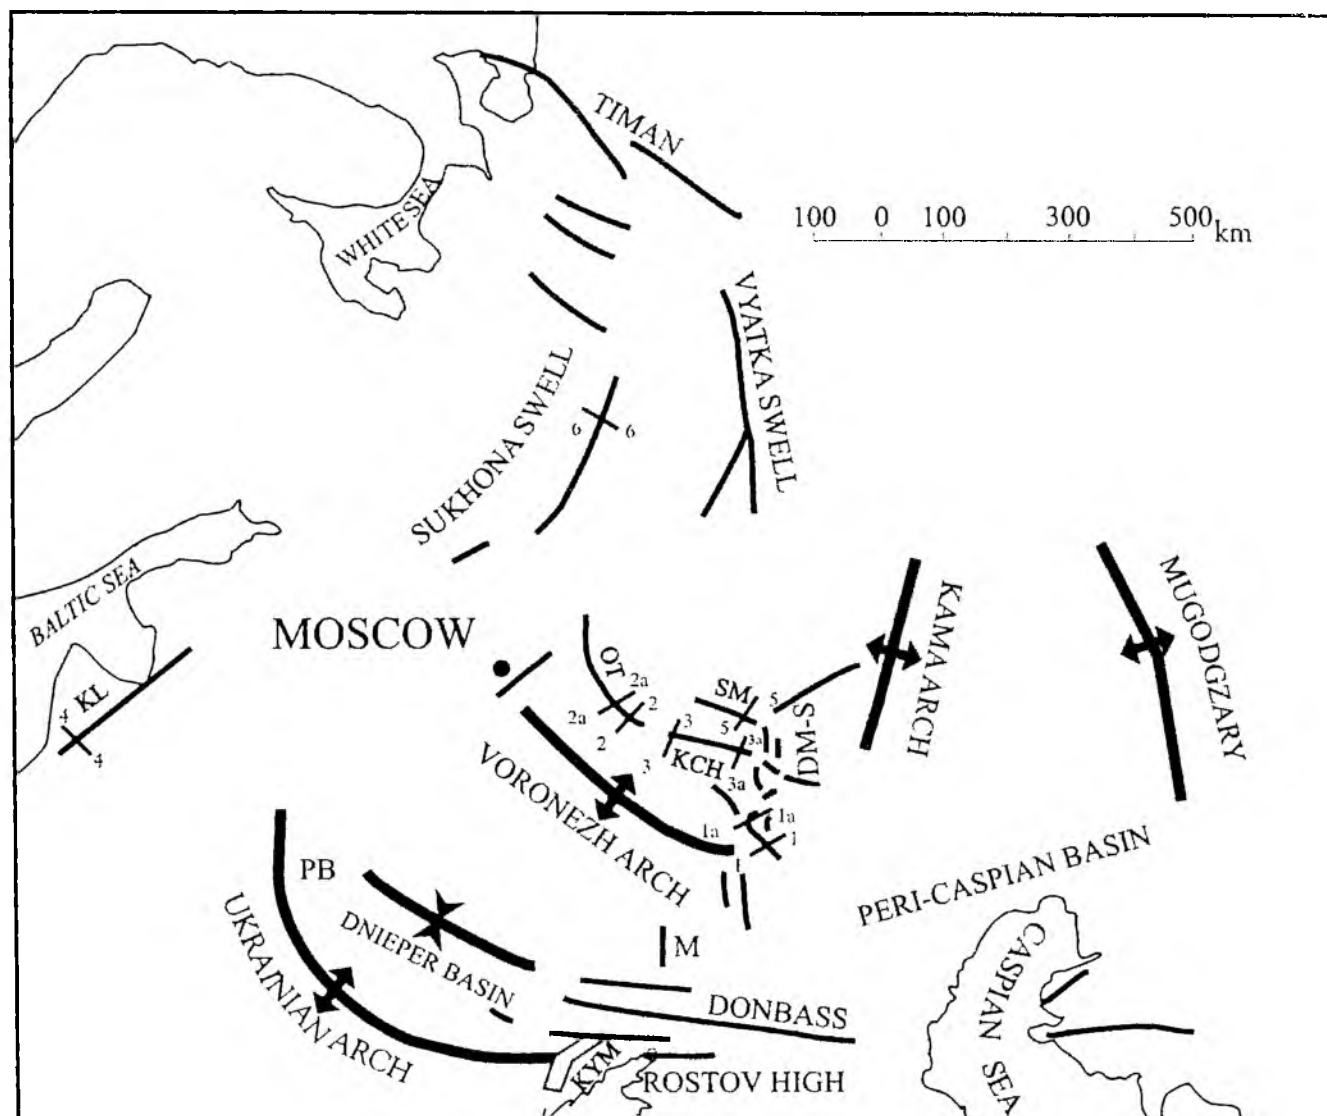 TIMAN
WHITE SEA
100 0 100 300 500 km
VYATKA SWELL
SUKHONA SWELL
6 6
BALTIC SEA
MOSCOW
KAMA ARCH
MUGODGZARY
KL
4
4
OT
2a
2
2a
2
SM
5
5
DM-S
3
3a
KCH
3
3a
VORONEZH ARCH
1a
1a
1
1
PB
UKRAINIAN ARCH
DNIEPER BASIN
PERI-CASPIAN BASIN
M
DONBASS
CASPIAN SEA
KYM
ROSTOV HIGH